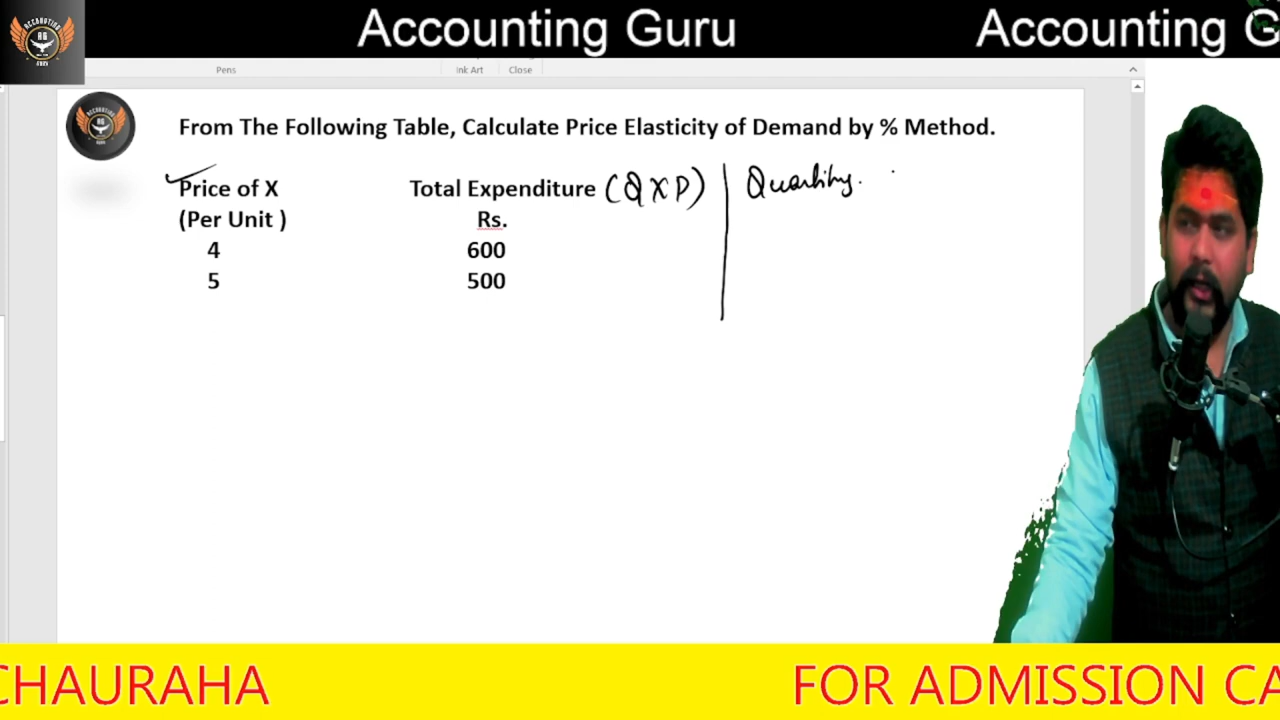 Accounting Guru
Accounting G
Pens
Ink Art
Close
From The Following Table, Calculate Price Elasticity of Demand by % Method.
Price of X Total Expenditure (Q X P) Quantity.
(Per Unit ) Rs.
4 600
5 500
CHAURAHA
FOR ADMISSION CA